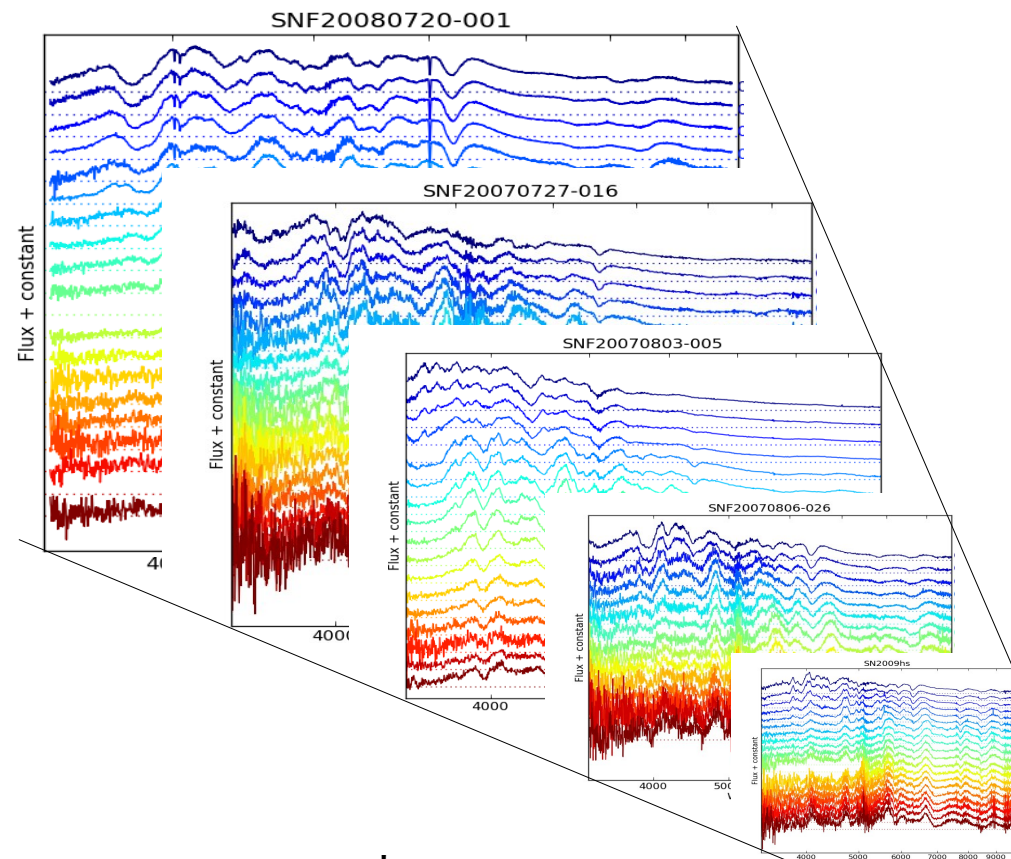 SNF20080720-001
Flux + constant
SNF20070727-016
Flux + constant
4000
SNF20070803-005
Flux + constant
4000
SNF20070806-026
Flux + constant
4000
SN2009hs
Flux + constant
4000 5000 6000 7000 8000 9000